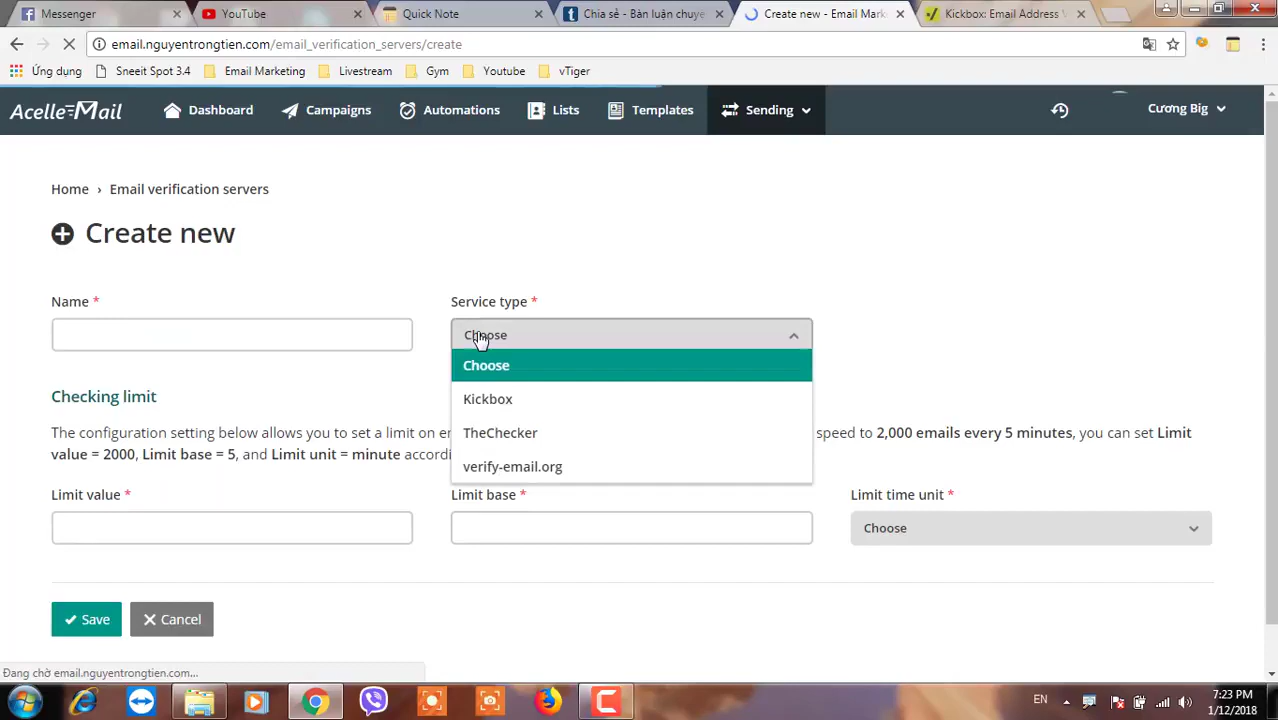 Messenger
YouTube
Quick Note
Chia sẻ - Bàn luận chuyê
Create new - Email Mark
Kickbox: Email Address V
email.nguyentrongtien.com/email_verification_servers/create
Ứng dụng
Sneeit Spot 3.4
Email Marketing
Livestream
Gym
Youtube
vTiger
Acelle Mail
Dashboard
Campaigns
Automations
Lists
Templates
Sending
Cương Big
Home › Email verification servers
Create new
Name *
Service type *
Choose
Choose
Kickbox
TheChecker
verify-email.org
Checking limit
The configuration setting below allows you to set a limit on en speed to 2,000 emails every 5 minutes, you can set Limit
value = 2000, Limit base = 5, and Limit unit = minute accordi
Limit value *
Limit base *
Limit time unit *
Choose
Save
Cancel
Đang chờ email.nguyentrongtien.com...
EN
7:23 PM
1/12/2018